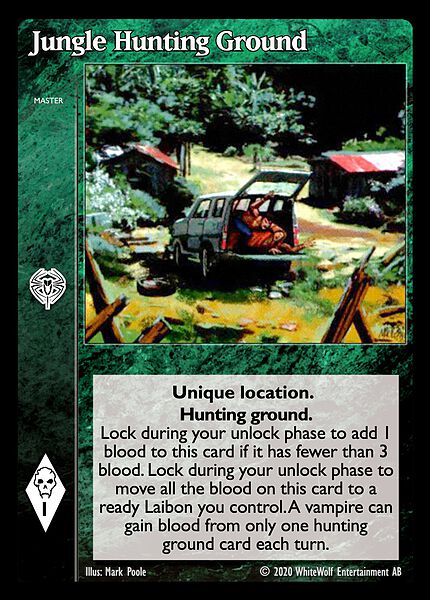 Jungle Hunting Ground
MASTER
Unique location.
Hunting ground.
Lock during your unlock phase to add 1
blood to this card if it has fewer than 3
blood. Lock during your unlock phase to
move all the blood on this card to a
ready Laibon you control. A vampire can
gain blood from only one hunting
ground card each turn.
1
Illus: Mark Poole
© 2020 WhiteWolf Entertainment AB